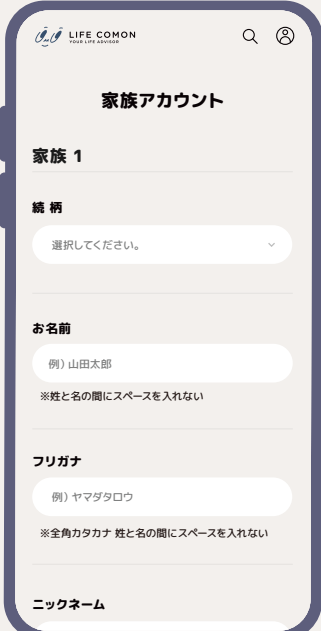 LIFE COMON
YOUR LIFE ADVISOR
家族アカウント
家族 1
続 柄
選択してください。
お名前
例) 山田太郎
※姓と名の間にスペースを入れない
フリガナ
例) ヤマダタロウ
※全角カタカナ 姓と名の間にスペースを入れない
ニックネーム